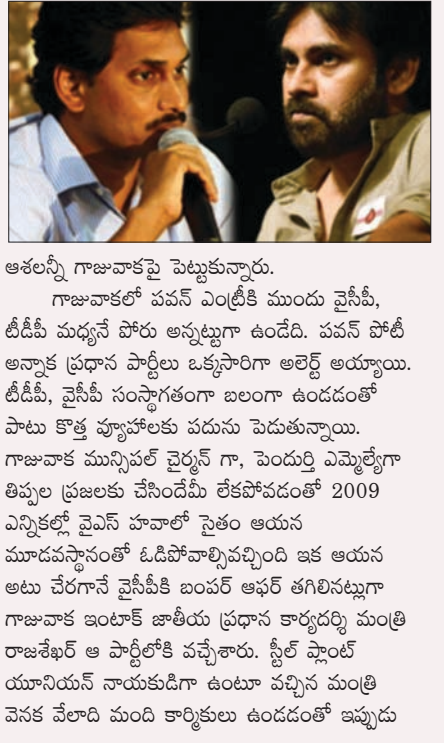 ఆశలన్నీ గాజువాకపై పెట్టుకున్నారు.
గాజువాకలో పవన్ ఎంట్రీకి ముందు వైసీపీ,
టీడీపీ మధ్యనే పోరు అన్నట్టుగా ఉండేది. పవన్ పోటీ
అన్నాక ప్రధాన పార్టీలు ఒక్కసారిగా అలెర్ట్ అయ్యాయి.
టీడీపీ, వైసీపీ సంస్థాగతంగా బలంగా ఉండడంతో
పాటు కొత్త వ్యూహాలకు పదును పెడుతున్నాయి.
గాజువాక మున్సిపల్ చైర్మన్ గా, పెందుర్తి ఎమ్మెల్యేగా
తిప్పల ప్రజలకు చేసిందేమీ లేకపోవడంతో 2009
ఎన్నికల్లో వైఎస్ హవాలో సైతం ఆయన
మూడవస్థానంతో ఓడిపోవాల్సివచ్చింది ఇక ఆయన
అటు చేరగానే వైసీపీకి బంపర్ ఆఫర్ తగిలినట్లుగా
గాజువాక ఇంటాక్ జాతీయ ప్రధాన కార్యదర్శి మంత్రి
రాజశేఖర్ ఆ పార్టీలోకి వచ్చేశారు. స్టీల్ ప్లాంట్
యూనియన్ నాయకుడిగా ఉంటూ వచ్చిన మంత్రి
వెనక వేలాది మంది కార్మికులు ఉండడంతో ఇప్పుడు